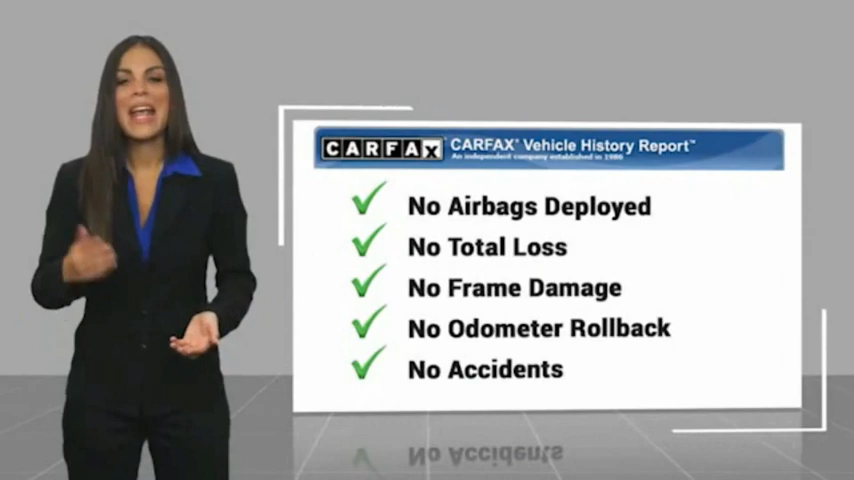 CARFAX CARFAX® Vehicle History Report™
An independent company established in 1986
No Airbags Deployed
No Total Loss
No Frame Damage
No Odometer Rollback
No Accidents
No Accidents